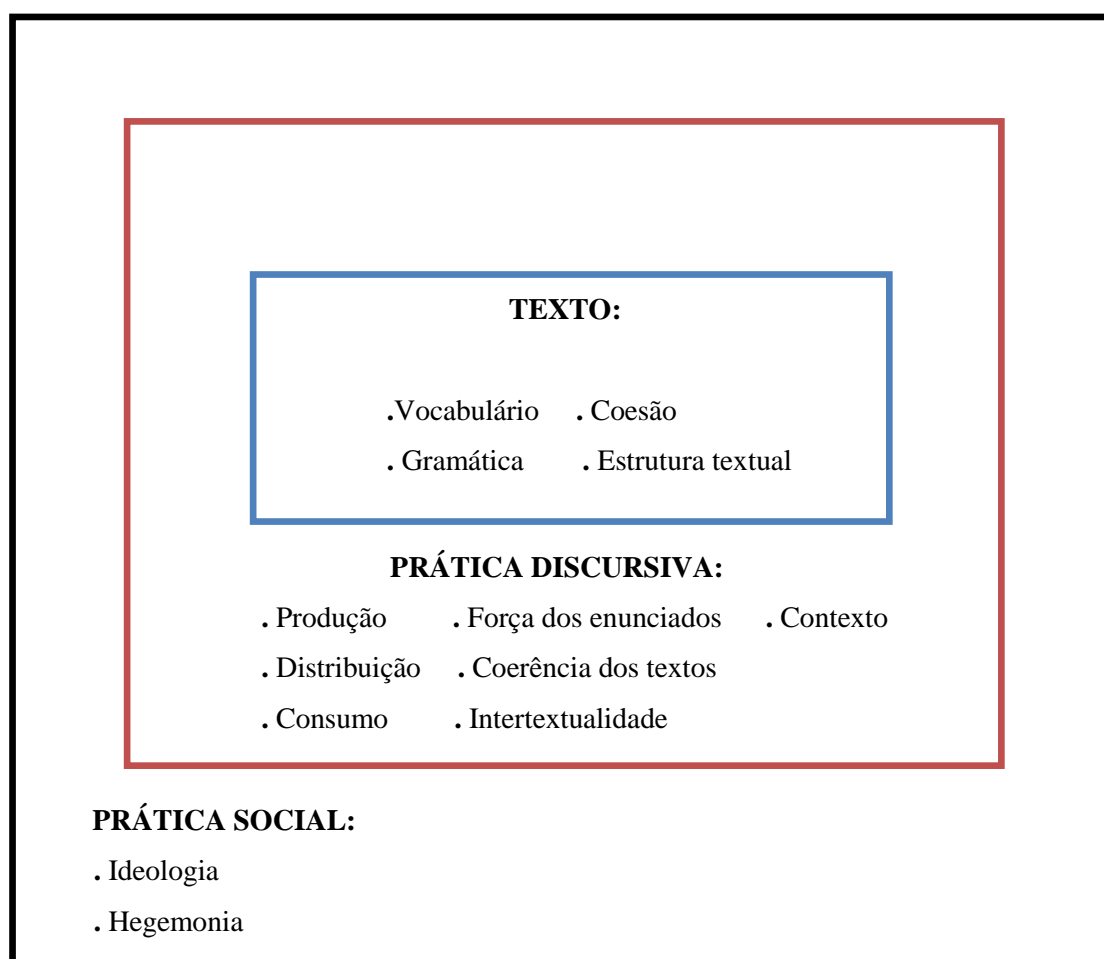 TEXTO:
.Vocabulário . Coesão
. Gramática . Estrutura textual
PRÁTICA DISCURSIVA:
. Produção . Força dos enunciados . Contexto
. Distribuição . Coerência dos textos
. Consumo . Intertextualidade
PRÁTICA SOCIAL:
. Ideologia
. Hegemonia